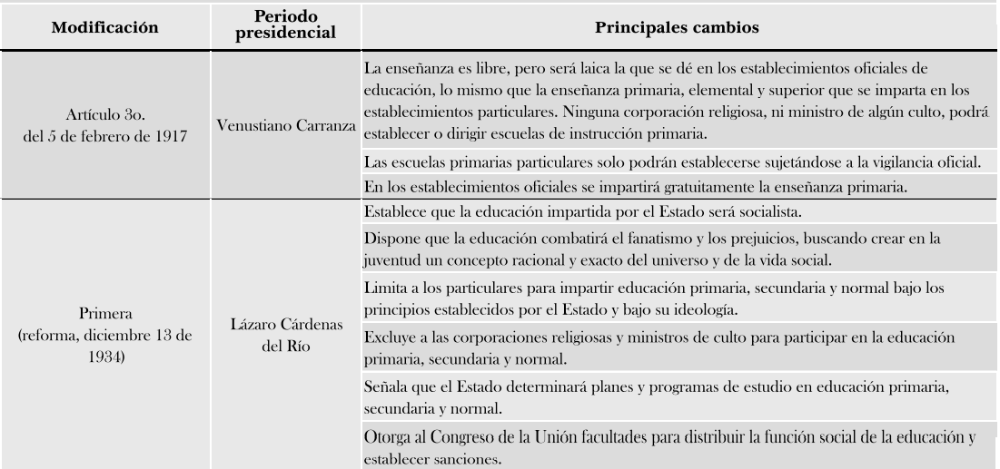 Modificación
Periodo
presidencial
Principales cambios
Artículo 3o.
del 5 de febrero de 1917
Venustiano Carranza
La enseñanza es libre, pero será laica la que se dé en los establecimientos oficiales de
educación, lo mismo que la enseñanza primaria, elemental y superior que se imparta en los
establecimientos particulares. Ninguna corporación religiosa, ni ministro de algún culto, podrá
establecer o dirigir escuelas de instrucción primaria.
Las escuelas primarias particulares solo podrán establecerse sujetándose a la vigilancia oficial.
En los establecimientos oficiales se impartirá gratuitamente la enseñanza primaria.
Primera
(reforma, diciembre 13 de
1934)
Lázaro Cárdenas
del Río
Establece que la educación impartida por el Estado será socialista.
Dispone que la educación combatirá el fanatismo y los prejuicios, buscando crear en la
juventud un concepto racional y exacto del universo y de la vida social.
Limita a los particulares para impartir educación primaria, secundaria y normal bajo los
principios establecidos por el Estado y bajo su ideología.
Excluye a las corporaciones religiosas y ministros de culto para participar en la educación
primaria, secundaria y normal.
Señala que el Estado determinará planes y programas de estudio en educación primaria,
secundaria y normal.
Otorga al Congreso de la Unión facultades para distribuir la función social de la educación y
establecer sanciones.